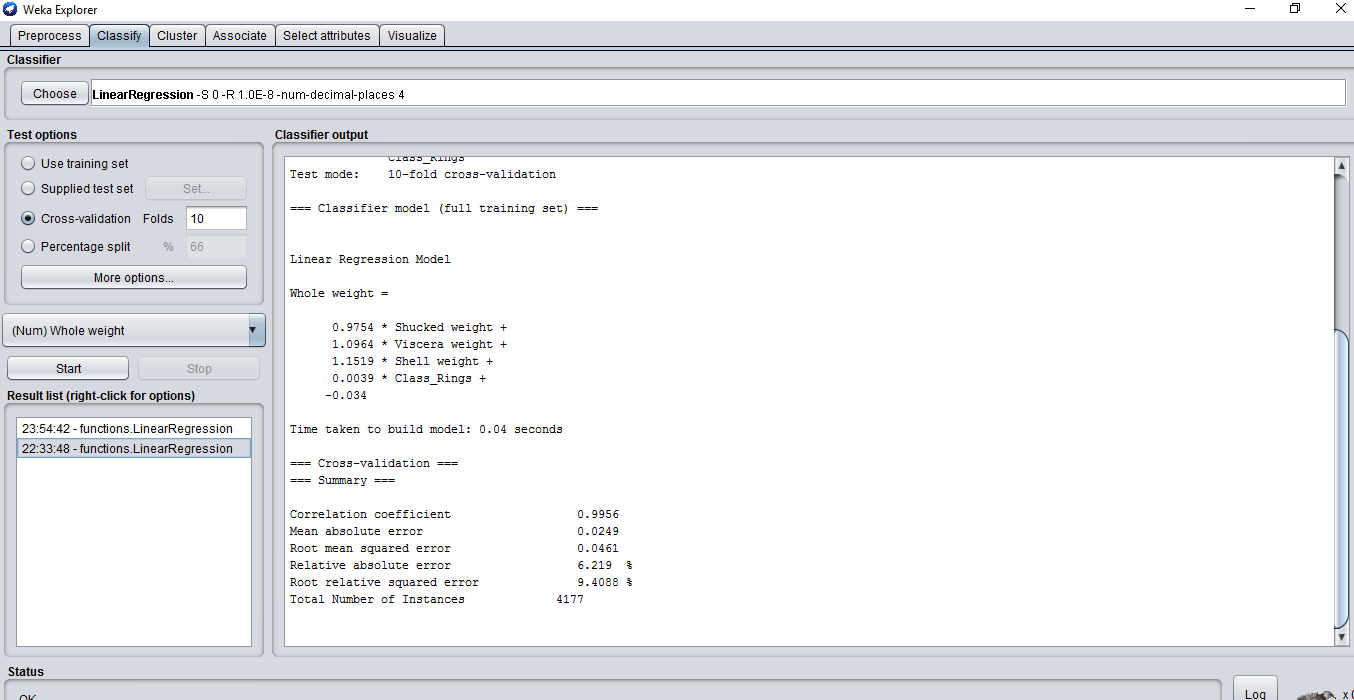 Weka Explorer
Preprocess Classify Cluster Associate Select attributes Visualize
Classifier
Choose LinearRegression -S 0 -R 1.0E-8 -num-decimal-places 4
Test options
Use training set
Supplied test set Set...
Cross-validation Folds 10
Percentage split % 66
More options...
(Num) Whole weight
Start Stop
Result list (right-click for options)
23:54:42 - functions.LinearRegression
22:33:48 - functions.LinearRegression
Classifier output
Class_Rings
Test mode: 10-fold cross-validation
=== Classifier model (full training set) ===
Linear Regression Model
Whole weight =
0.9754 * Shucked weight +
1.0964 * Viscera weight +
1.1519 * Shell weight +
0.0039 * Class_Rings +
-0.034
Time taken to build model: 0.04 seconds
=== Cross-validation ===
=== Summary ===
Correlation coefficient 0.9956
Mean absolute error 0.0249
Root mean squared error 0.0461
Relative absolute error 6.219 %
Root relative squared error 9.4088 %
Total Number of Instances 4177
Status
OK
Log